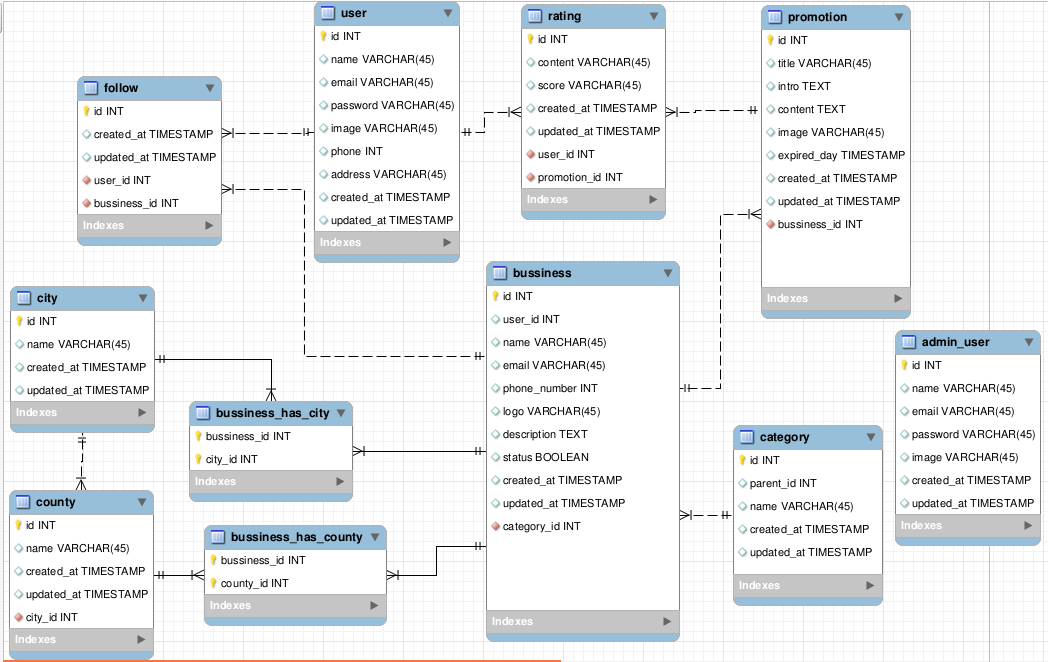 user
id INT
name VARCHAR(45)
email VARCHAR(45)
password VARCHAR(45)
image VARCHAR(45)
phone INT
address VARCHAR(45)
created_at TIMESTAMP
updated_at TIMESTAMP
Indexes
rating
id INT
content VARCHAR(45)
score VARCHAR(45)
created_at TIMESTAMP
updated_at TIMESTAMP
user_id INT
promotion_id INT
Indexes
promotion
id INT
title VARCHAR(45)
intro TEXT
content TEXT
image VARCHAR(45)
expired_day TIMESTAMP
created_at TIMESTAMP
updated_at TIMESTAMP
bussiness_id INT
Indexes
follow
id INT
created_at TIMESTAMP
updated_at TIMESTAMP
user_id INT
bussiness_id INT
Indexes
bussiness
id INT
user_id INT
name VARCHAR(45)
email VARCHAR(45)
phone_number INT
logo VARCHAR(45)
description TEXT
status BOOLEAN
created_at TIMESTAMP
updated_at TIMESTAMP
category_id INT
Indexes
city
id INT
name VARCHAR(45)
created_at TIMESTAMP
updated_at TIMESTAMP
Indexes
bussiness_has_city
bussiness_id INT
city_id INT
Indexes
admin_user
id INT
name VARCHAR(45)
email VARCHAR(45)
password VARCHAR(45)
image VARCHAR(45)
created_at TIMESTAMP
updated_at TIMESTAMP
Indexes
category
id INT
parent_id INT
name VARCHAR(45)
created_at TIMESTAMP
updated_at TIMESTAMP
Indexes
county
id INT
name VARCHAR(45)
created_at TIMESTAMP
updated_at TIMESTAMP
city_id INT
Indexes
bussiness_has_county
bussiness_id INT
county_id INT
Indexes